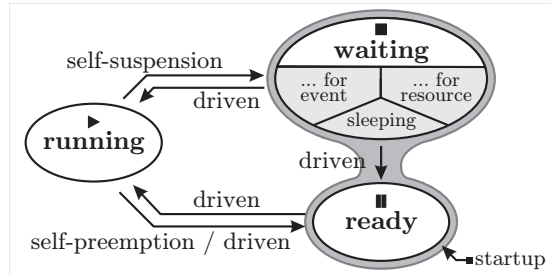 waiting
self-suspension
... for
event
... for
resource
driven
sleeping
running
driven
driven
ready
self-preemption / driven
startup